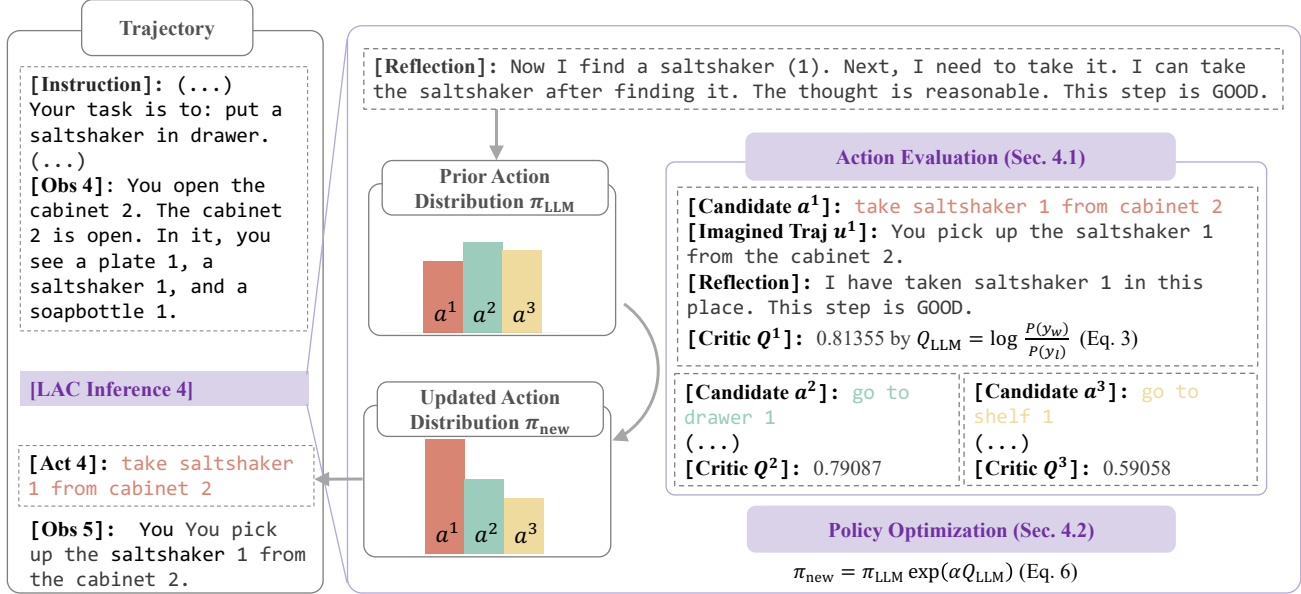 Trajectory
[Instruction]: (...)
Your task is to: put a
saltshaker in drawer.
(...)
[Obs 4]: You open the
cabinet 2. The cabinet
2 is open. In it, you
see a plate 1, a
saltshaker 1, and a
soapbottle 1.
[LAC Inference 4]
[Act 4]: take saltshaker
1 from cabinet 2
[Obs 5]: You You pick
up the saltshaker 1 from
the cabinet 2.
[Reflection]: Now I find a saltshaker (1). Next, I need to take it. I can take
the saltshaker after finding it. The thought is reasonable. This step is GOOD.
Prior Action
Distribution π_LLM
a¹ a² a³
Updated Action
Distribution π_new
a¹ a² a³
Action Evaluation (Sec. 4.1)
[Candidate a¹]: take saltshaker 1 from cabinet 2
[Imagined Traj u¹]: You pick up the saltshaker 1
from the cabinet 2.
[Reflection]: I have taken saltshaker 1 in this
place. This step is GOOD.
[Critic Q¹]: 0.81355 by Q_LLM = log P(y_w)/P(y_l) (Eq. 3)
[Candidate a²]: go to
drawer 1
(...)
[Critic Q²]: 0.79087
[Candidate a³]: go to
shelf 1
(...)
[Critic Q³]: 0.59058
Policy Optimization (Sec. 4.2)
π_new = π_LLM exp(αQ_LLM) (Eq. 6)